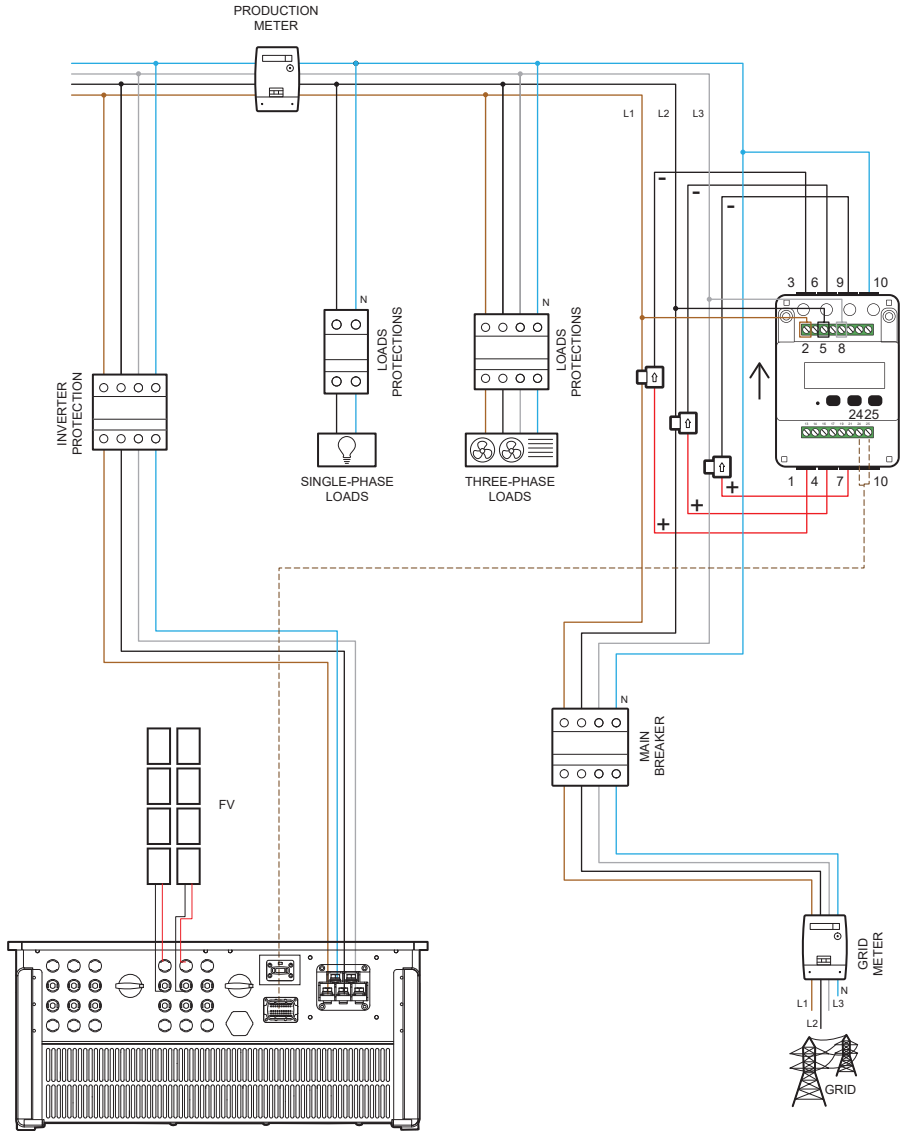 PRODUCTION
METER
L1
L2
L3
-
-
-
3
6
9
10
N
N
LOADS
PROTECTIONS
LOADS
PROTECTIONS
2
5
8
INVERTER
PROTECTION
24
25
SINGLE-PHASE
LOADS
THREE-PHASE
LOADS
1
4
7
10
+
+
+
N
MAIN
BREAKER
FV
GRID
METER
L1
L2
L3
N
GRID